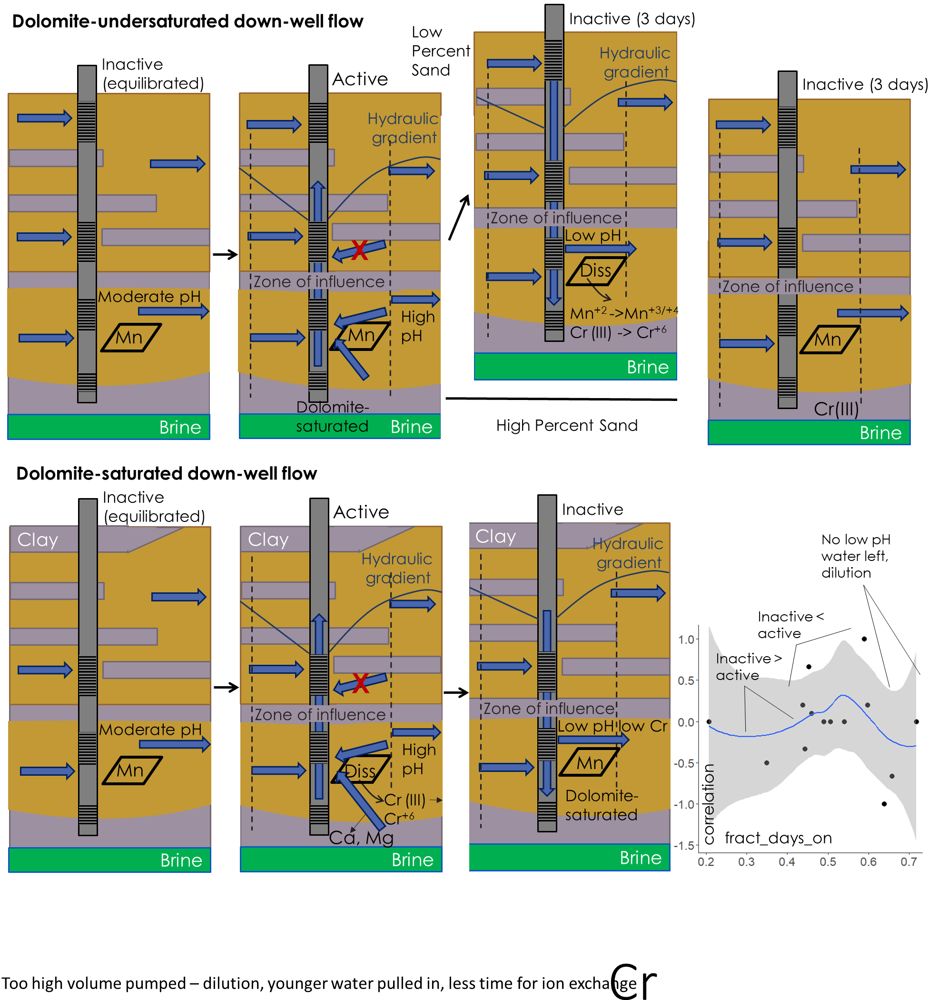 Dolomite-undersaturated down-well flow
Inactive
(equilibrated)
Moderate pH
Mn
Brine
Active
Hydraulic
gradient
X
Zone of influence
High
pH
Mn
Dolomite-
saturated
Brine
Low
Percent
Sand
Inactive (3 days)
Hydraulic
gradient
Zone of influence
Low pH
Diss
Mn+2 ->Mn+3/+4
Cr (III) -> Cr+6
Brine
High Percent Sand
Inactive (3 days)
Zone of influence
Mn
Cr(III)
Brine
Dolomite-saturated down-well flow
Inactive
(equilibrated)
Clay
Moderate pH
Mn
Brine
Active
Clay
Hydraulic
gradient
X
Zone of influence
High
pH
Diss
Cr (III)
Cr+6
Ca, Mg
Brine
Inactive
Clay
Hydraulic
gradient
Zone of influence
Low pH low Cr
Mn
Dolomite-
saturated
Brine
No low pH
water left,
dilution
Inactive <
active
Inactive >
active
1.0
0.5
0.0
-0.5
-1.0
-1.5
correlation
fract_days_on
0.2 0.3 0.4 0.5 0.6 0.7
Too high volume pumped – dilution, younger water pulled in, less time for ion exchange
Cr